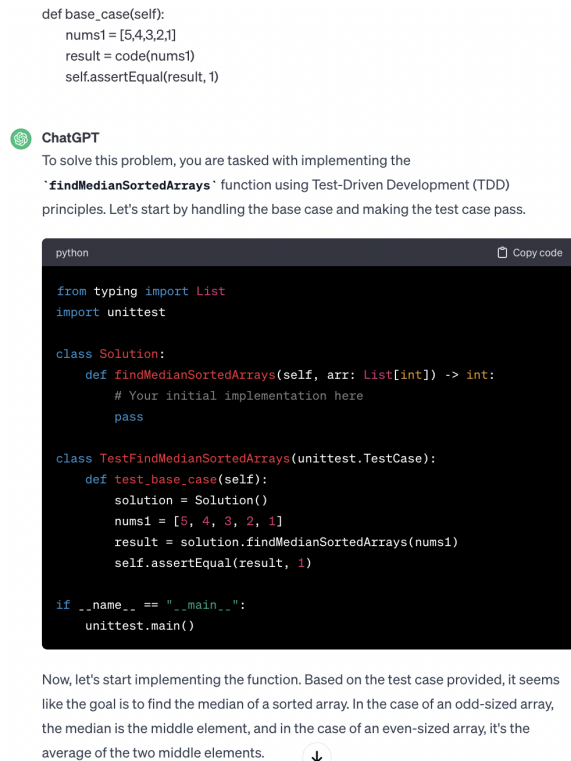 def base_case(self):
nums1 = [5,4,3,2,1]
result = code(nums1)
self.assertEqual(result, 1)
ChatGPT
To solve this problem, you are tasked with implementing the
`findMedianSortedArrays` function using Test-Driven Development (TDD)
principles. Let's start by handling the base case and making the test case pass.
python
Copy code
from typing import List
import unittest
class Solution:
def findMedianSortedArrays(self, arr: List[int]) -> int:
# Your initial implementation here
pass
class TestFindMedianSortedArrays(unittest.TestCase):
def test_base_case(self):
solution = Solution()
nums1 = [5, 4, 3, 2, 1]
result = solution.findMedianSortedArrays(nums1)
self.assertEqual(result, 1)
if __name__ == "__main__":
unittest.main()
Now, let's start implementing the function. Based on the test case provided, it seems
like the goal is to find the median of a sorted array. In the case of an odd-sized array,
the median is the middle element, and in the case of an even-sized array, it's the
average of the two middle elements.